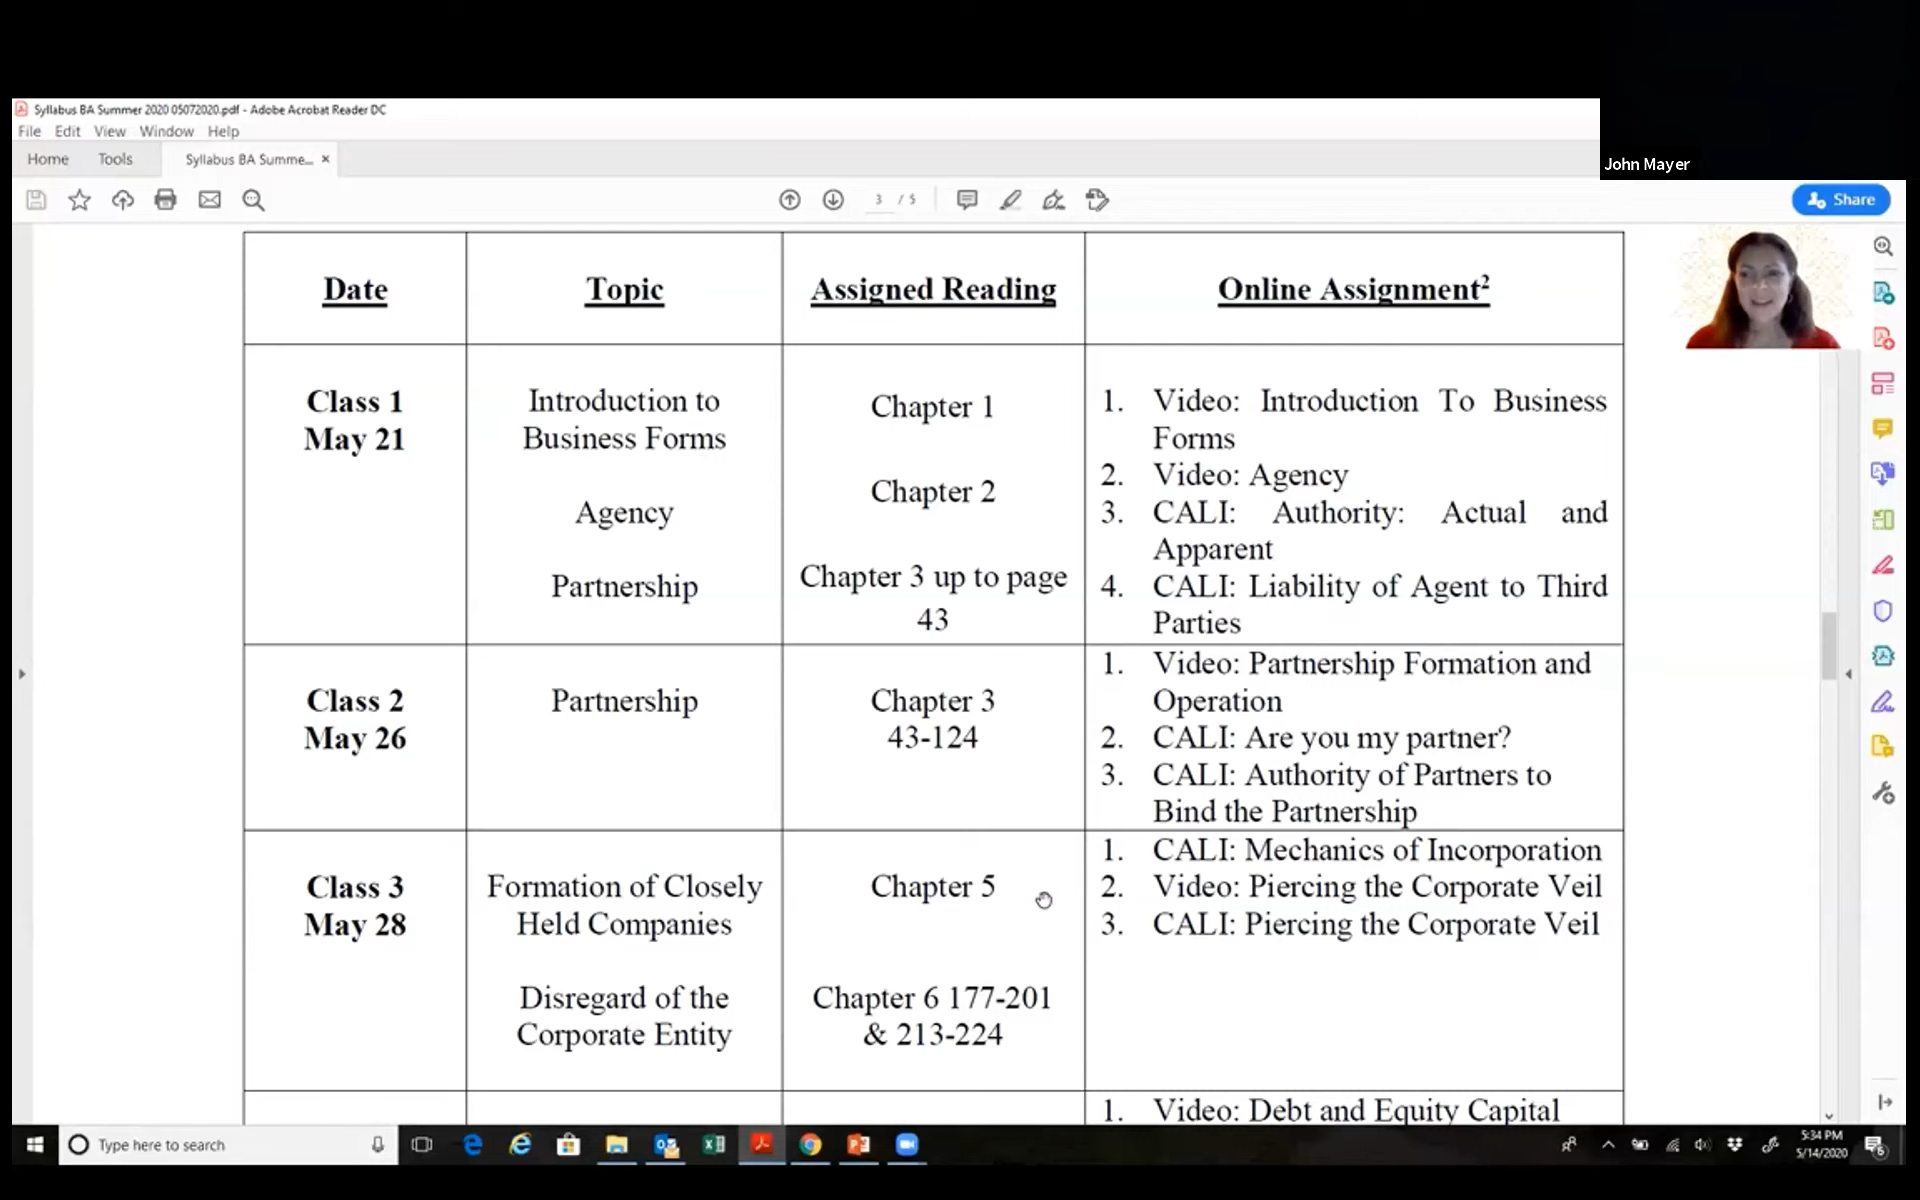 Syllabus BA Summer 2020 05072020.pdf - Adobe Acrobat Reader DC
File Edit View Window Help
John Mayer
Home Tools Syllabus BA Summe... ×
3 / 5
Share
Date Topic Assigned Reading Online Assignment2
Class 1
May 21
Introduction to
Business Forms
Agency
Partnership
Chapter 1
Chapter 2
Chapter 3 up to page
43
1. Video: Introduction To Business
Forms
2. Video: Agency
3. CALI: Authority: Actual and
Apparent
4. CALI: Liability of Agent to Third
Parties
Class 2
May 26
Partnership
Chapter 3
43-124
1. Video: Partnership Formation and
Operation
2. CALI: Are you my partner?
3. CALI: Authority of Partners to
Bind the Partnership
Class 3
May 28
Formation of Closely
Held Companies
Disregard of the
Corporate Entity
Chapter 5
Chapter 6 177-201
& 213-224
1. CALI: Mechanics of Incorporation
2. Video: Piercing the Corporate Veil
3. CALI: Piercing the Corporate Veil
1. Video: Debt and Equity Capital
Type here to search
5:34 PM
5/14/2020
6